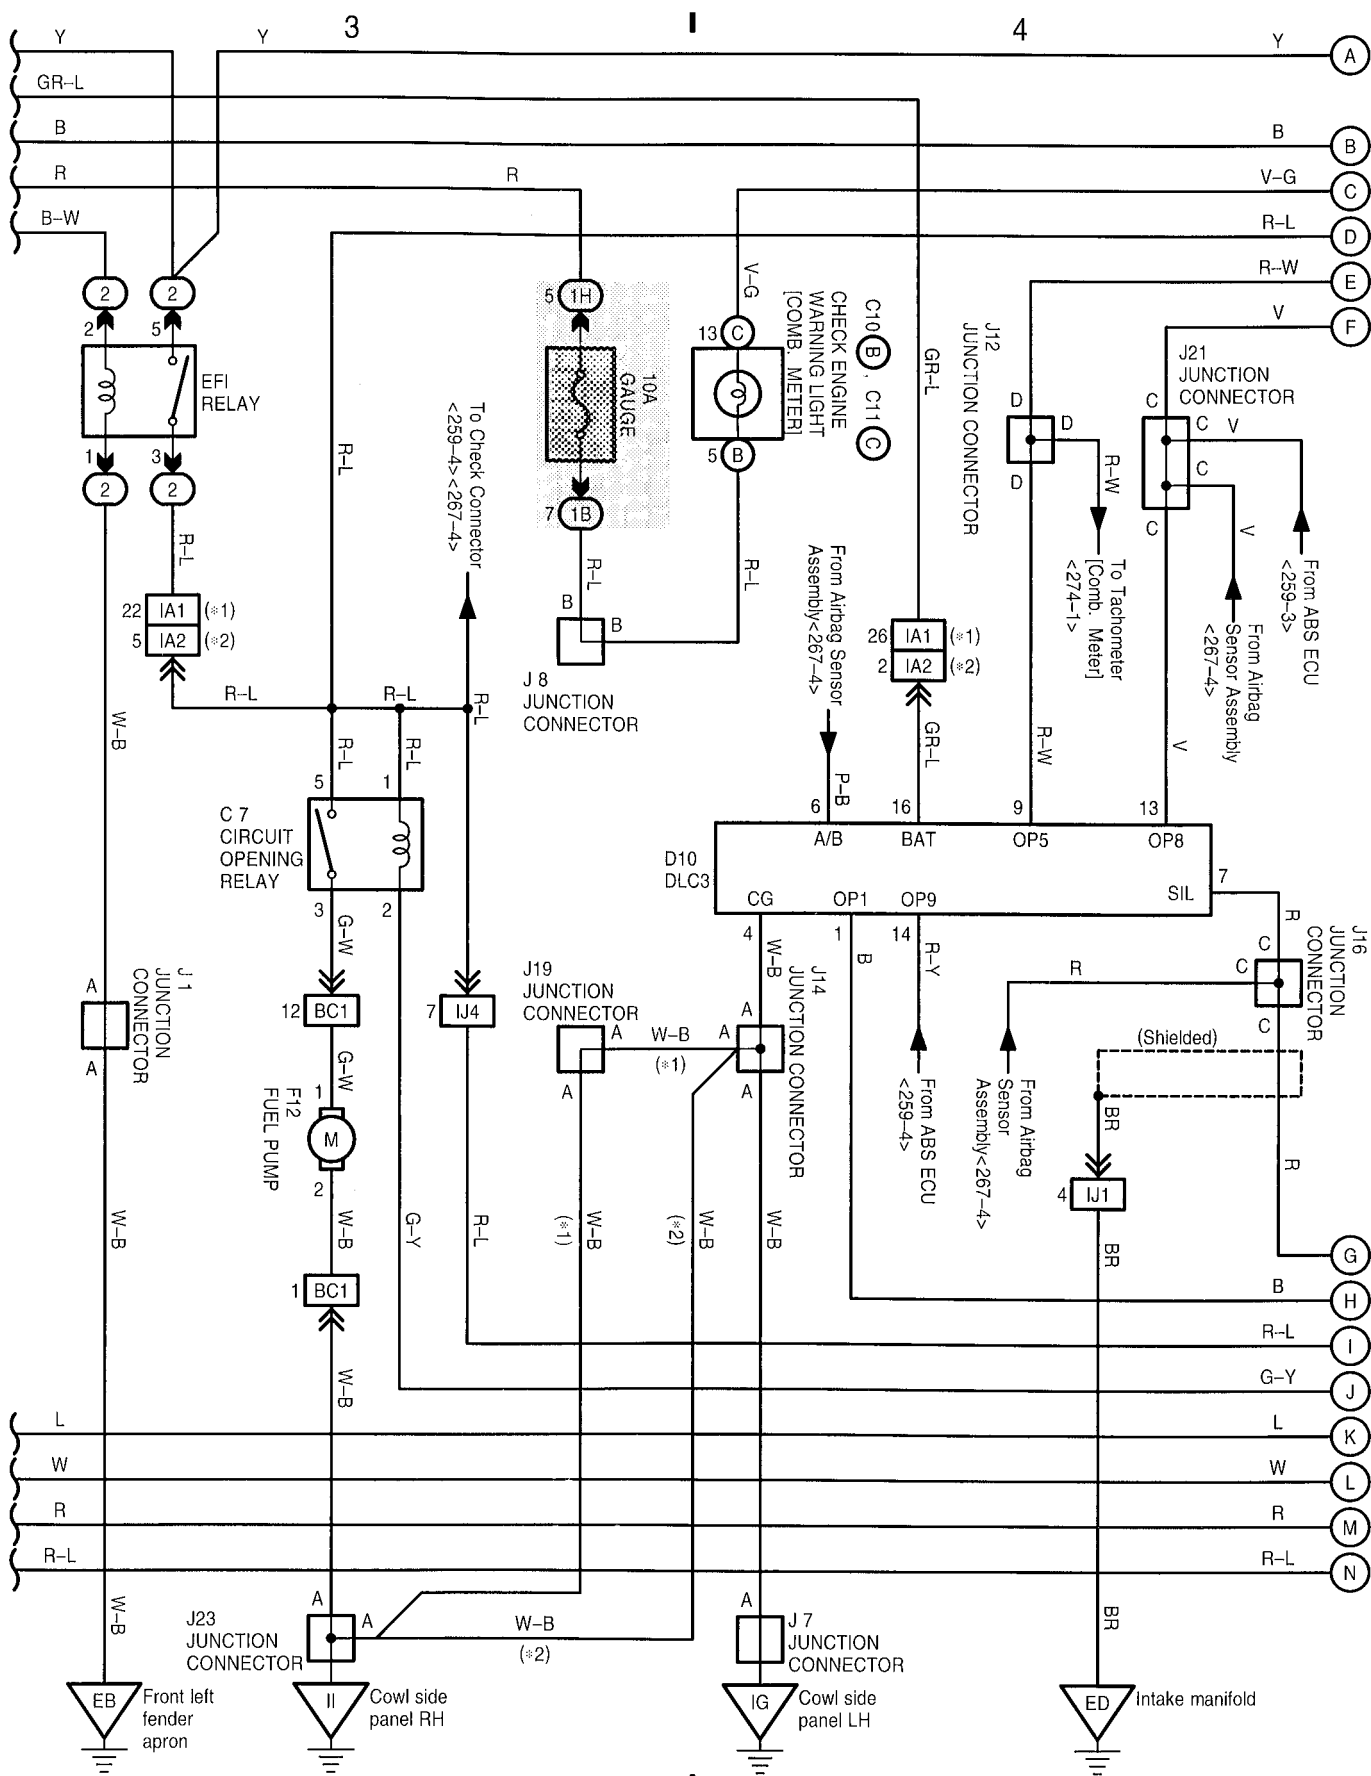 3
4
Y
Y
Y
A
GR–L
B
B
B
R
R
V–G
C
B–W
R–L
D
R–W
E
V
F
2
2
2
5
EFI
RELAY
1
3
2
2
R–L
22 IA1 (*1)
5 IA2 (*2)
5 1H
10A
GAUGE
7 1B
R–L
B
B
J 8
JUNCTION
CONNECTOR
V–G
13 C
5 B
R–L
CHECK ENGINE
WARNING LIGHT
[COMB. METER]
C10 B , C11 C
GR–L
26 IA1 (*1)
2 IA2 (*2)
GR–L
J12
JUNCTION CONNECTOR
D
D
D
R–W
To Tachometer
[Comb. Meter]
<274–1>
R–W
J21
JUNCTION
CONNECTOR
C
C
V
C
V
C
From ABS ECU
<259–3>
From Airbag
Sensor Assembly
<267–4>
V
To Check Connector
<259–4><267–4>
R–L
R–L
R–L
R–L
R–L
R–L
W–B
From Airbag Sensor
Assembly<267–4>
P–B
5
1
C 7
CIRCUIT
OPENING
RELAY
3
2
G–W
6
16
9
13
A/B
BAT
OP5
OP8
D10
DLC3
CG
OP1
OP9
SIL
7
4
1
14
W–B
B
R–Y
R
J16
JUNCTION
CONNECTOR
C
C
C
R
J 1
JUNCTION
CONNECTOR
A
A
12 BC1
7 IJ4
G–W
1
F12
FUEL PUMP
M
2
W–B
1 BC1
W–B
J19
JUNCTION
CONNECTOR
A
A
W–B
(*1)
J14
JUNCTION CONNECTOR
A
A
A
From ABS ECU
<259–4>
From Airbag
Sensor
Assembly<267–4>
(Shielded)
BR
4 IJ1
BR
R
W–B
G–Y
R–L
W–B
(*1)
W–B
(*2)
W–B
G
B
H
R–L
I
G–Y
J
L
L
K
W
W
L
R
R
M
R–L
R–L
N
W–B
J23
JUNCTION
CONNECTOR
A
A
W–B
(*2)
A
J 7
JUNCTION
CONNECTOR
BR
EB
Front left
fender
apron
II
Cowl side
panel RH
IG
Cowl side
panel LH
ED
Intake manifold